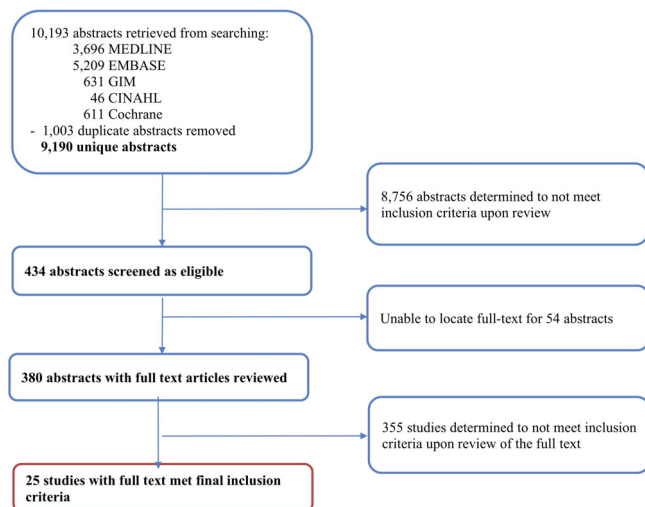 10,193 abstracts retrieved from searching:
3,696 MEDLINE
5,209 EMBASE
631 GIM
46 CINAHL
611 Cochrane
- 1,003 duplicate abstracts removed
9,190 unique abstracts
8,756 abstracts determined to not meet
inclusion criteria upon review
434 abstracts screened as eligible
Unable to locate full-text for 54 abstracts
380 abstracts with full text articles reviewed
355 studies determined to not meet inclusion
criteria upon review of the full text
25 studies with full text met final inclusion
criteria